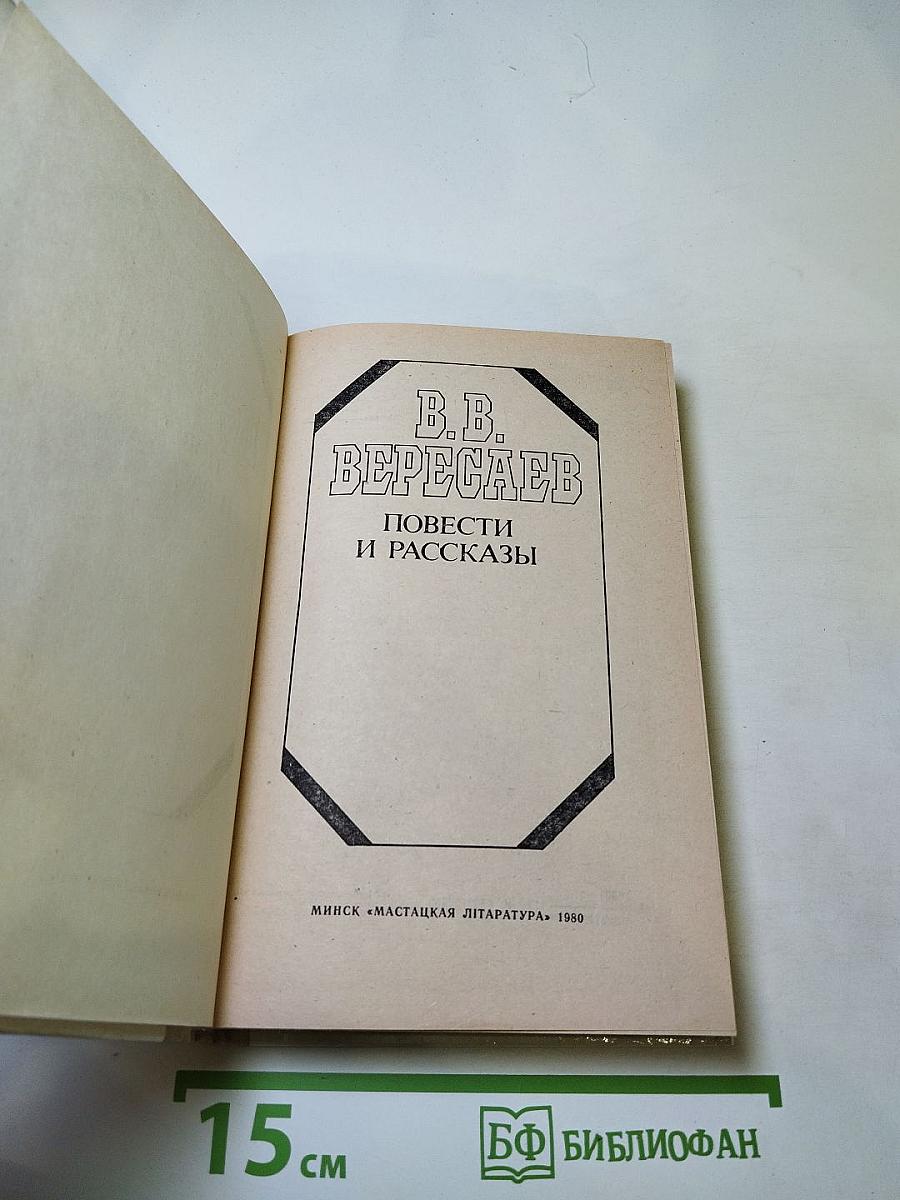 В. В.
ВЕРЕСАЕВ
ПОВЕСТИ
И РАССКАЗЫ
МИНСК «МАСТАЦКАЯ ЛІТАРАТУРА» 1980
15 см
БФ БИБЛИОФАН